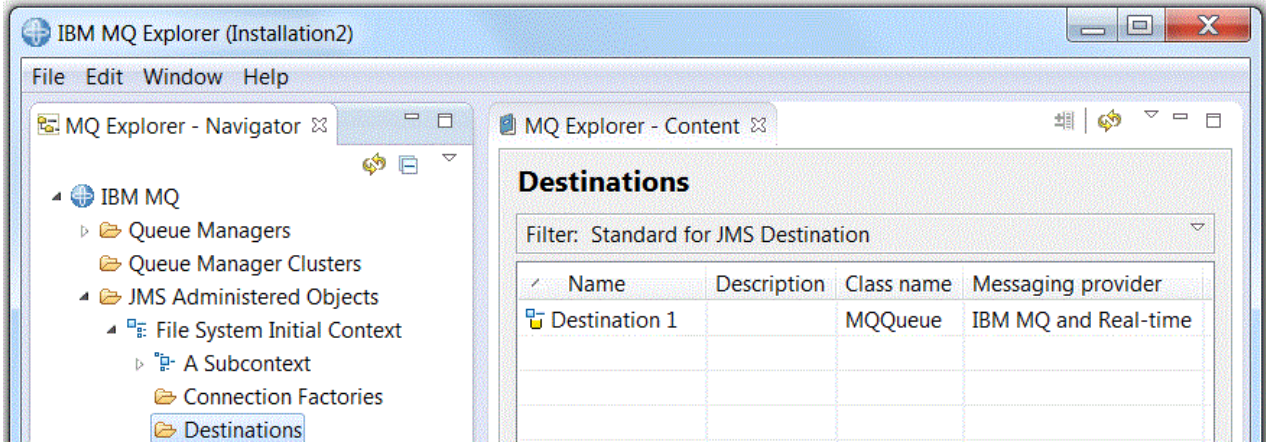 IBM MQ Explorer (Installation2)
File Edit Window Help
MQ Explorer - Navigator
IBM MQ
Queue Managers
Queue Manager Clusters
JMS Administered Objects
File System Initial Context
A Subcontext
Connection Factories
Destinations
MQ Explorer - Content
Destinations
Filter: Standard for JMS Destination
Name Description Class name Messaging provider
Destination 1 MQQueue IBM MQ and Real-time